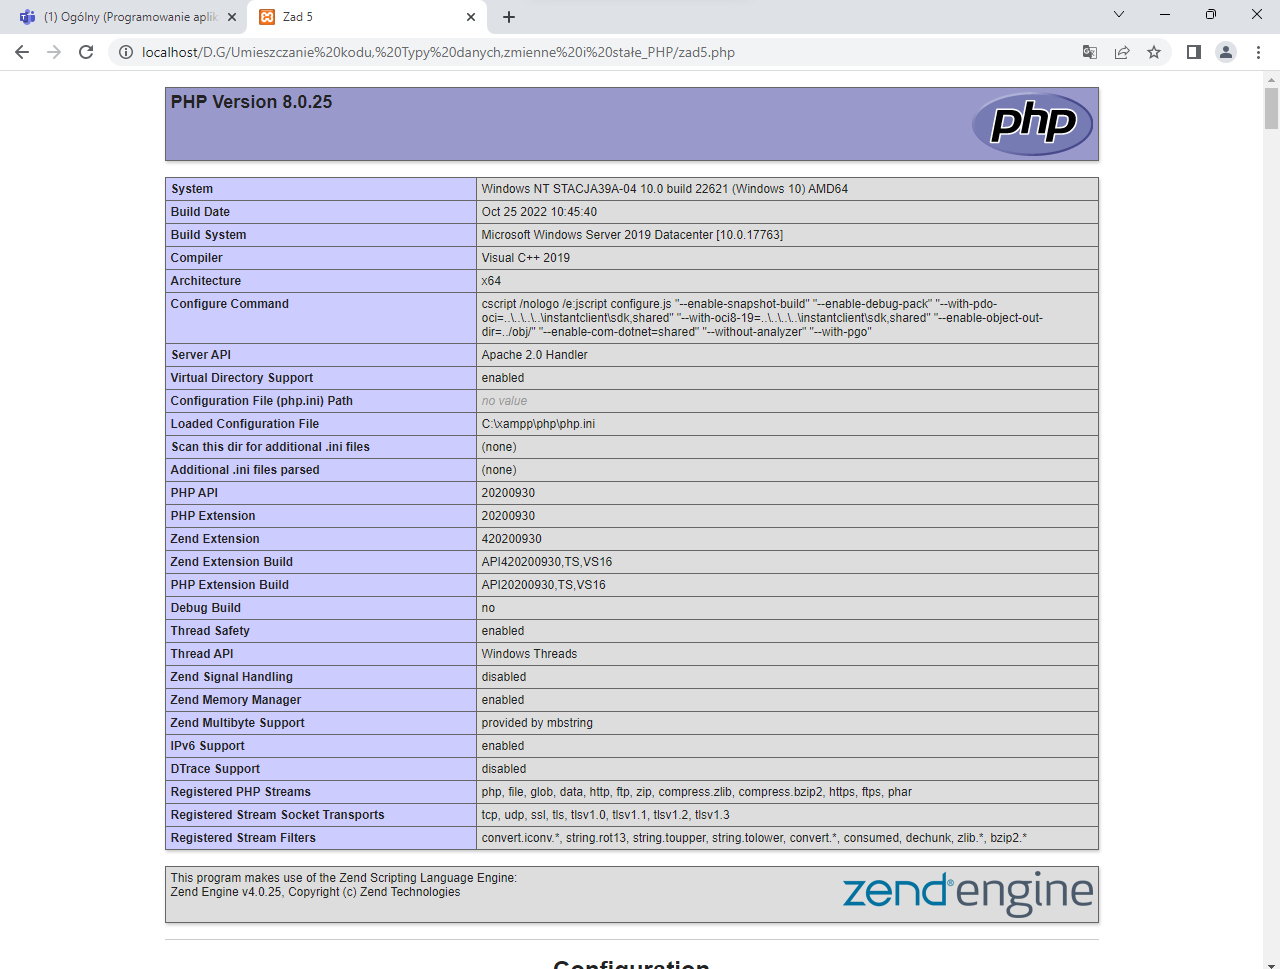 (1) Ogólny (Programowanie aplik
Zad 5
localhost/D.G/Umieszczanie%20kodu,%20Typy%20danych,zmienne%20i%20stałe_PHP/zad5.php
PHP Version 8.0.25
php
System Windows NT STACJA39A-04 10.0 build 22621 (Windows 10) AMD64
Build Date Oct 25 2022 10:45:40
Build System Microsoft Windows Server 2019 Datacenter [10.0.17763]
Compiler Visual C++ 2019
Architecture x64
Configure Command cscript /nologo /e:jscript configure.js "--enable-snapshot-build" "--enable-debug-pack" "--with-pdo-
oci=..\..\..\..\instantclient\sdk,shared" "--with-oci8-19=..\..\..\..\instantclient\sdk,shared" "--enable-object-out-
dir=../obj/" "--enable-com-dotnet=shared" "--without-analyzer" "--with-pgo"
Server API Apache 2.0 Handler
Virtual Directory Support enabled
Configuration File (php.ini) Path no value
Loaded Configuration File C:\xampp\php\php.ini
Scan this dir for additional .ini files (none)
Additional .ini files parsed (none)
PHP API 20200930
PHP Extension 20200930
Zend Extension 420200930
Zend Extension Build API420200930,TS,VS16
PHP Extension Build API20200930,TS,VS16
Debug Build no
Thread Safety enabled
Thread API Windows Threads
Zend Signal Handling disabled
Zend Memory Manager enabled
Zend Multibyte Support provided by mbstring
IPv6 Support enabled
DTrace Support disabled
Registered PHP Streams php, file, glob, data, http, ftp, zip, compress.zlib, compress.bzip2, https, ftps, phar
Registered Stream Socket Transports tcp, udp, ssl, tls, tlsv1.0, tlsv1.1, tlsv1.2, tlsv1.3
Registered Stream Filters convert.iconv.*, string.rot13, string.toupper, string.tolower, convert.*, consumed, dechunk, zlib.*, bzip2.*
This program makes use of the Zend Scripting Language Engine:
Zend Engine v4.0.25, Copyright (c) Zend Technologies
zend® engine
Configuration